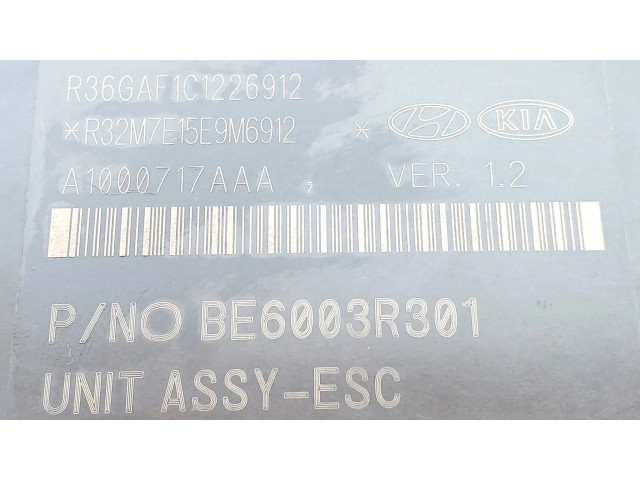 R36GAF1C1226912
*R32M7E15E9M6912 * KIA
A1000717AAA , VER. 1.2
P/NO BE6003R301
UNIT ASSY-ESC